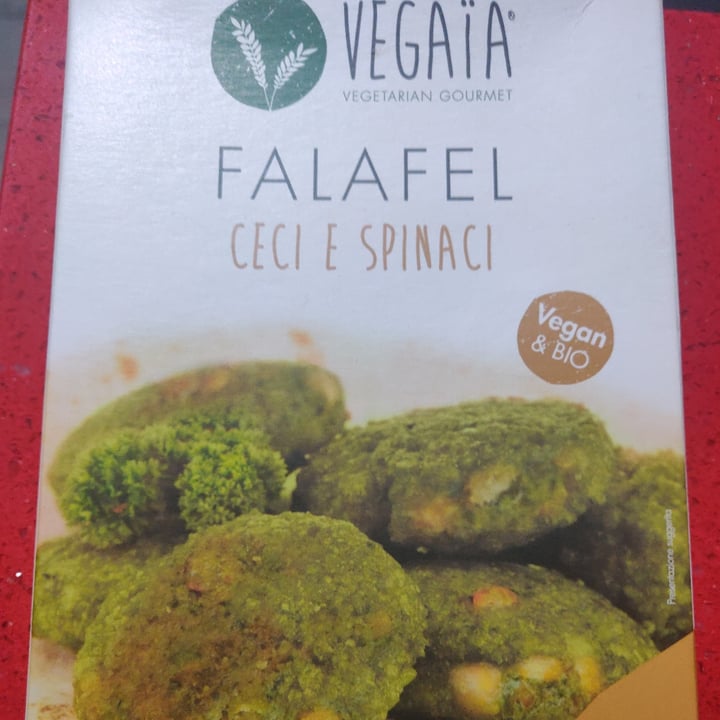 VEGAÏA®
VEGETARIAN GOURMET
FALAFEL
CECI E SPINACI
Vegan
& BIO
Presentazione suggerita